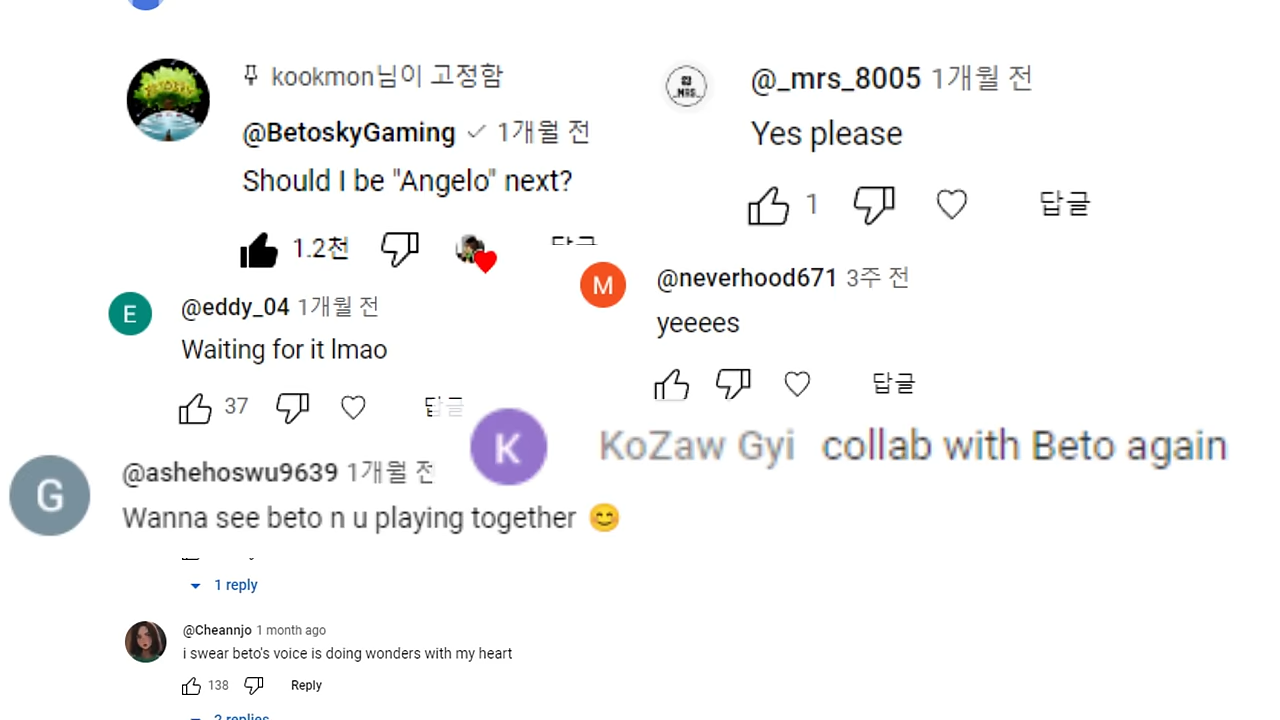 kookmon님이 고정함
@BetoskyGaming 1개월 전
Should I be "Angelo" next?
1.2천
@_mrs_8005 1개월 전
Yes please
1 답글
@eddy_04 1개월 전
Waiting for it lmao
37 답글
@neverhood671 3주 전
yeeees
답글
KoZaw Gyi collab with Beto again
@ashehoswu9639 1개월 전
Wanna see beto n u playing together 😊
1 reply
@Cheannjo 1 month ago
i swear beto's voice is doing wonders with my heart
138 Reply
2 replies